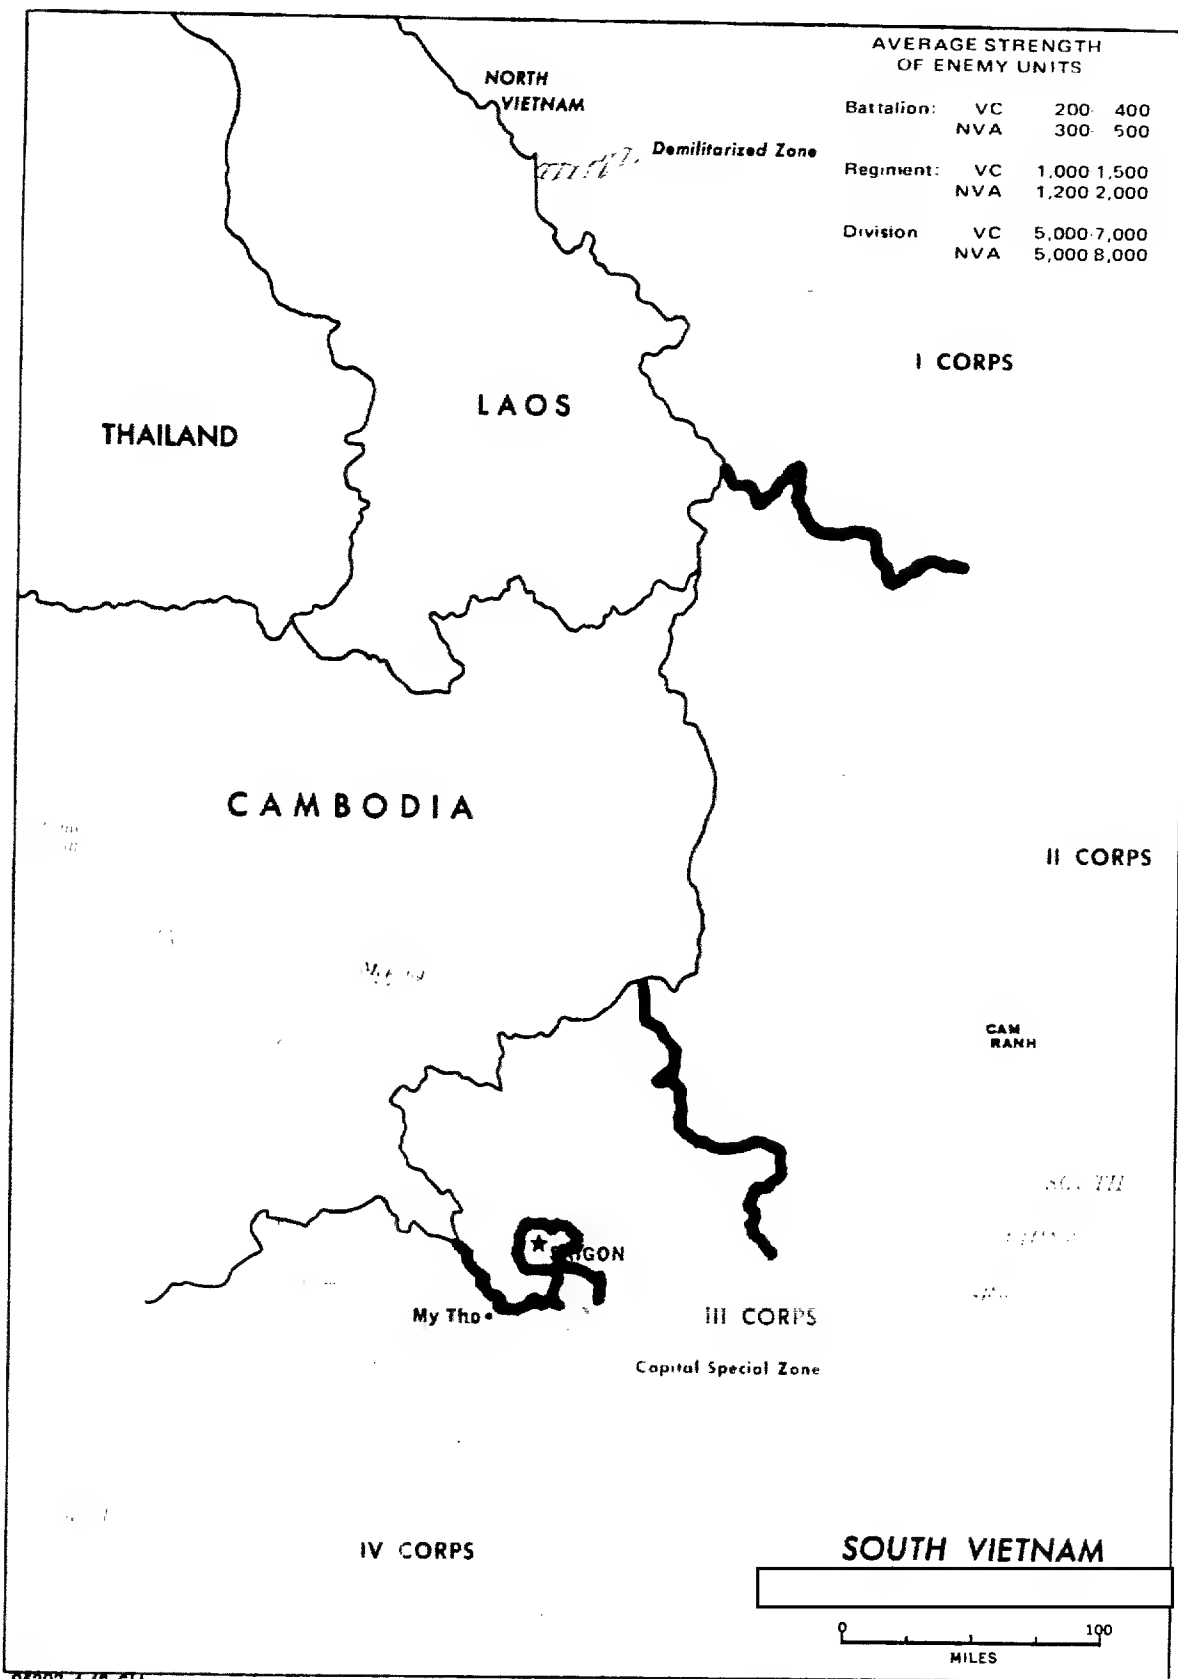 AVERAGE STRENGTH
OF ENEMY UNITS
Battalion: VC 200- 400
NVA 300- 500
Regiment: VC 1,000 1,500
NVA 1,200 2,000
Division VC 5,000-7,000
NVA 5,000 8,000
NORTH
VIETNAM
Demilitarized Zone
I CORPS
LAOS
THAILAND
CAMBODIA
II CORPS
CAM
RANH
SAIGON
My Tho
III CORPS
Capital Special Zone
IV CORPS
SOUTH VIETNAM
0 100
MILES